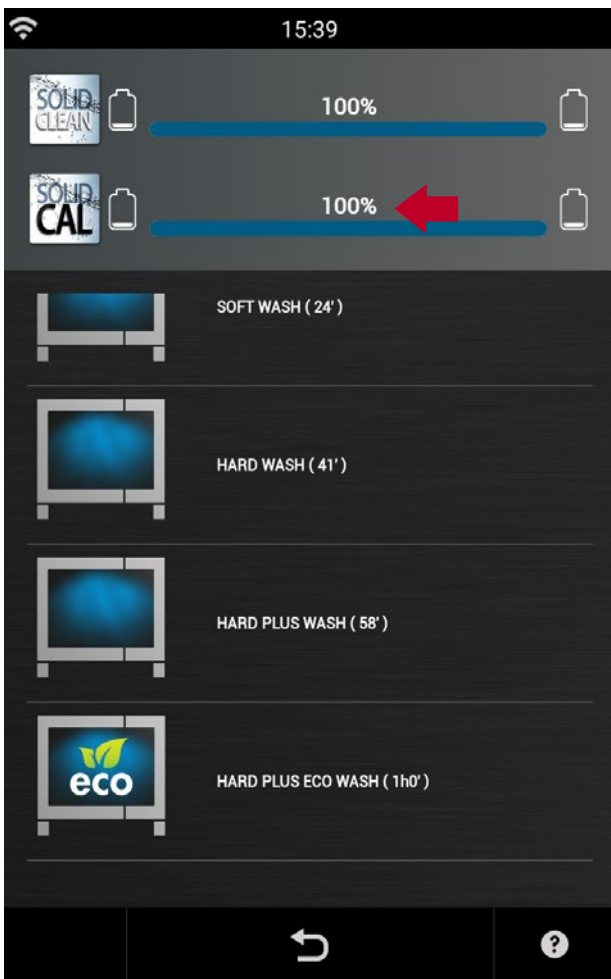 15:39
SOLID
CLEAN
100%
SOLID
CAL
100%
SOFT WASH ( 24' )
HARD WASH ( 41' )
HARD PLUS WASH ( 58' )
eco
HARD PLUS ECO WASH ( 1h0' )
?